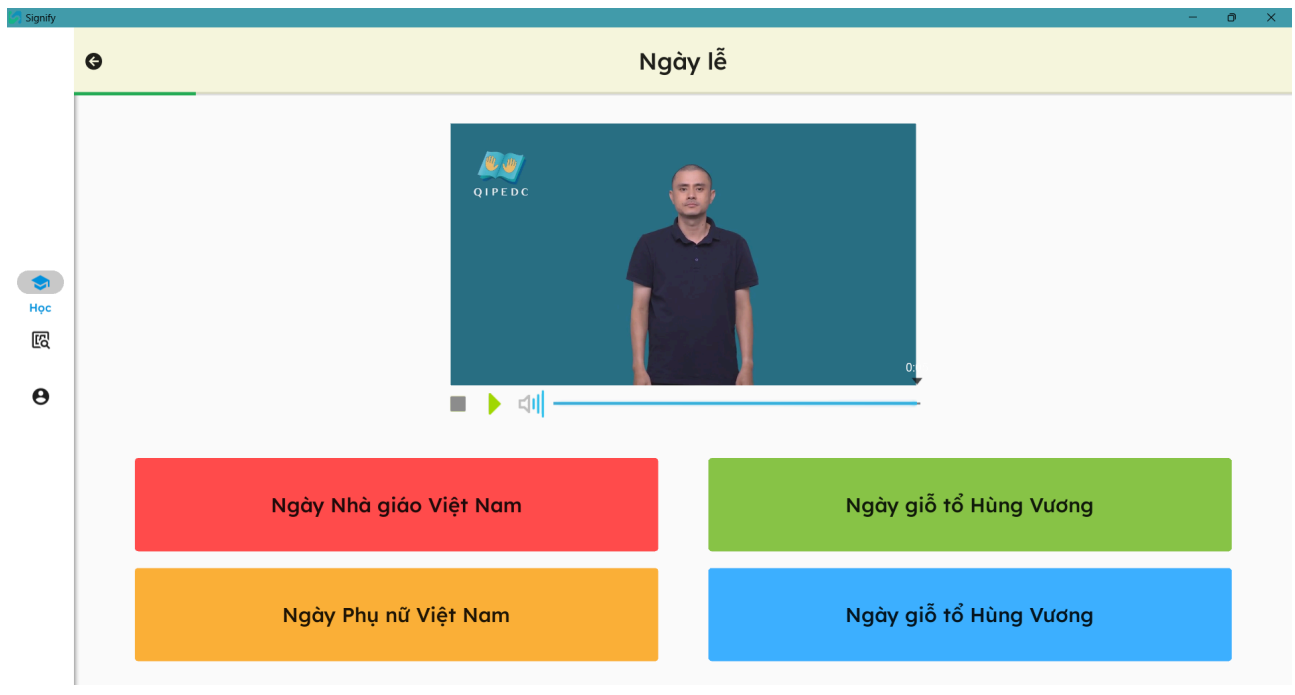 Signify
Ngày lễ
QIPEDC
Học
0:
Ngày Nhà giáo Việt Nam
Ngày giỗ tổ Hùng Vương
Ngày Phụ nữ Việt Nam
Ngày giỗ tổ Hùng Vương